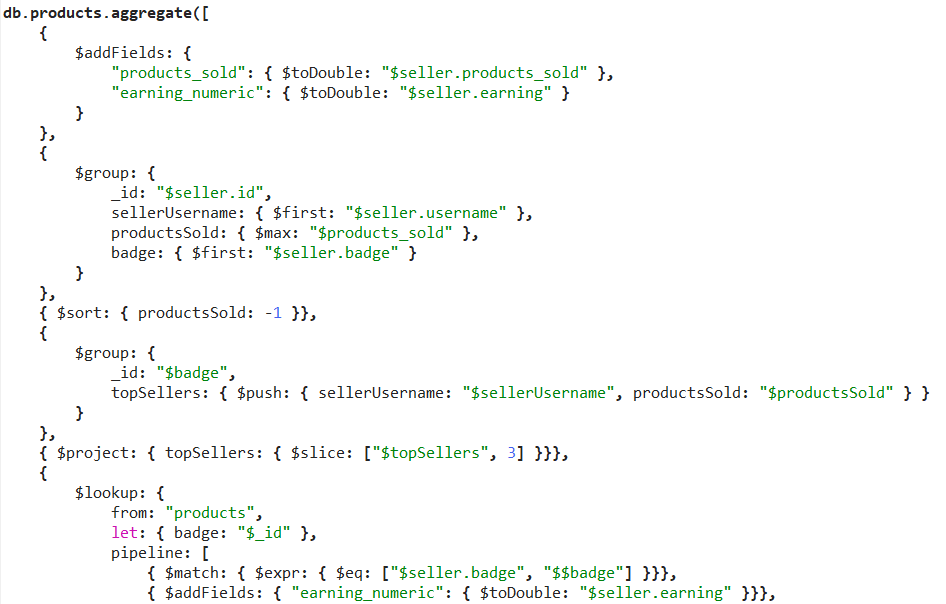 db.products.aggregate([
    {
        $addFields: {
            "products_sold": { $toDouble: "$seller.products_sold" },
            "earning_numeric": { $toDouble: "$seller.earning" }
        }
    },
    {
        $group: {
            _id: "$seller.id",
            sellerUsername: { $first: "$seller.username" },
            productsSold: { $max: "$products_sold" },
            badge: { $first: "$seller.badge" }
        }
    },
    { $sort: { productsSold: -1 }},
    {
        $group: {
            _id: "$badge",
            topSellers: { $push: { sellerUsername: "$sellerUsername", productsSold: "$productsSold" } }
        }
    },
    { $project: { topSellers: { $slice: ["$topSellers", 3] }}},
    {
        $lookup: {
            from: "products",
            let: { badge: "$_id" },
            pipeline: [
                { $match: { $expr: { $eq: ["$seller.badge", "$$badge"] }}},
                { $addFields: { "earning_numeric": { $toDouble: "$seller.earning" }}},